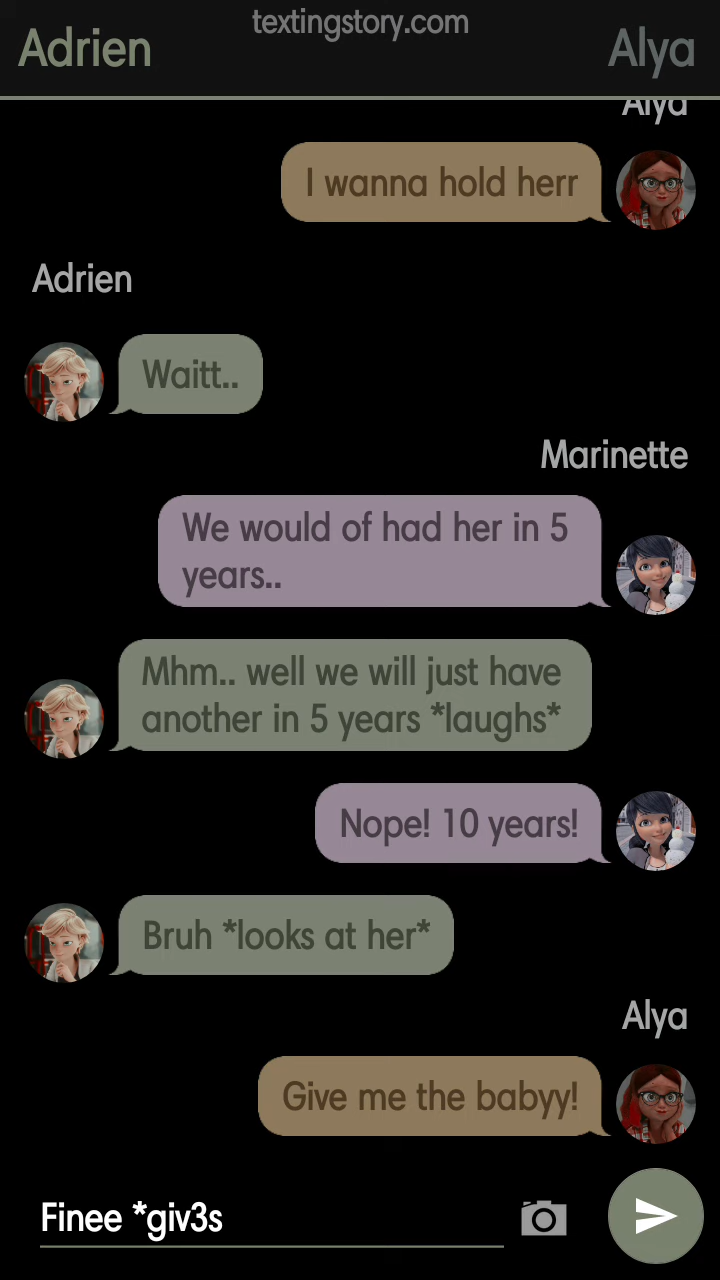 textingstory.com
Adrien
Alya
Alya
I wanna hold herr
Adrien
Waitt..
Marinette
We would of had her in 5
years..
Mhm.. well we will just have
another in 5 years *laughs*
Nope! 10 years!
Bruh *looks at her*
Alya
Give me the babyy!
Finee *giv3s